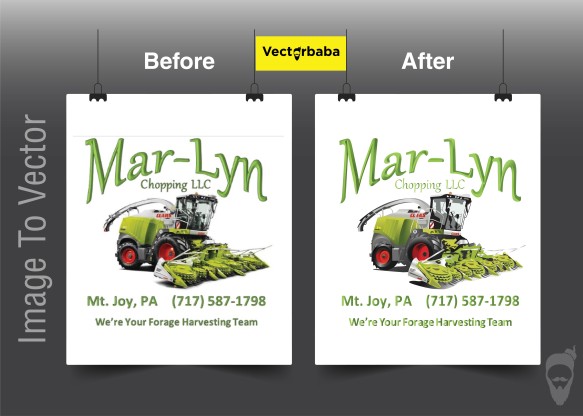 Before
Vectorbaba
After
Image To Vector
Mar-Lyn
Chopping LLC
CLAAS
Mt. Joy, PA (717) 587-1798
We're Your Forage Harvesting Team
Mar-Lyn
Chopping LLC
CLAAS
Mt. Joy, PA (717) 587-1798
We're Your Forage Harvesting Team